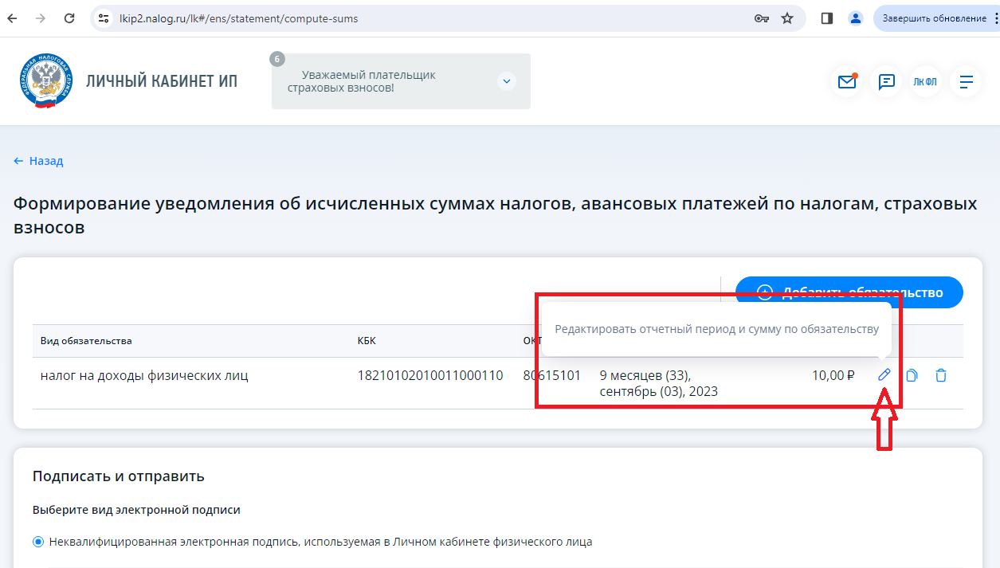 lkip2.nalog.ru/lk#/ens/statement/compute-sums
Завершить обновление
ФЕДЕРАЛЬНАЯ НАЛОГОВАЯ СЛУЖБА
ЛИЧНЫЙ КАБИНЕТ ИП
6
Уважаемый плательщик
страховых взносов!
ЛК ФЛ
Назад
Формирование уведомления об исчисленных суммах налогов, авансовых платежей по налогам, страховых
взносов
Добавить обязательство
Редактировать отчетный период и сумму по обязательству
Вид обязательства КБК ОКТ
налог на доходы физических лиц 18210102010011000110 80615101 9 месяцев (33), 10,00 ₽
сентябрь (03), 2023
Подписать и отправить
Выберите вид электронной подписи
Неквалифицированная электронная подпись, используемая в Личном кабинете физического лица